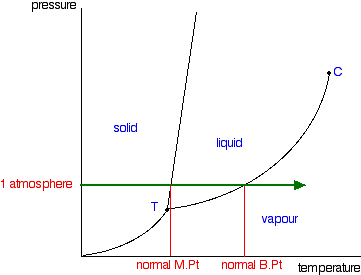 pressure
C
solid
liquid
1 atmosphere
T
vapour
normal M.Pt
normal B.Pt
temperature